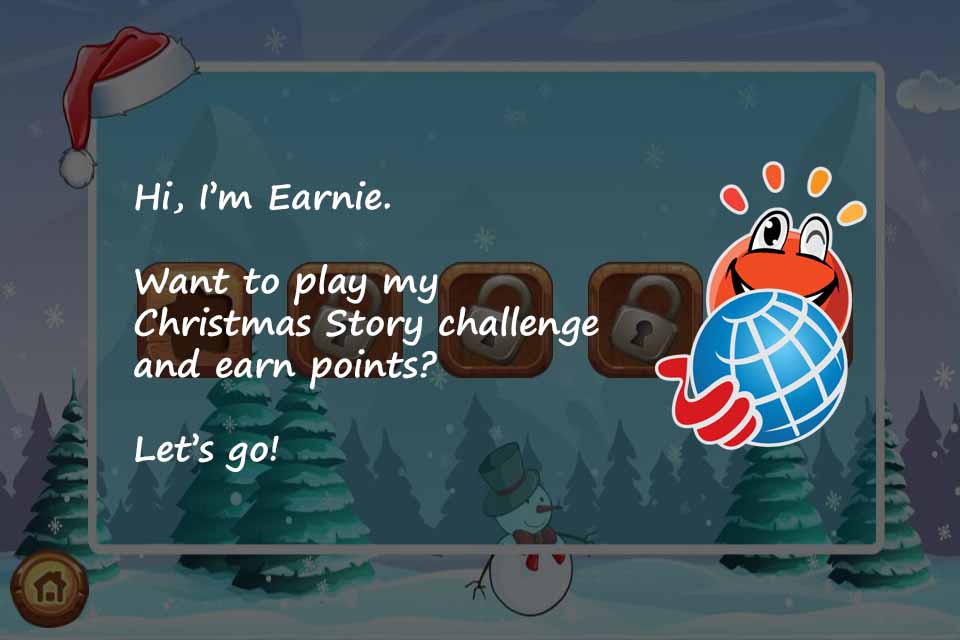 Hi, I'm Earnie.
Want to play my
Christmas Story challenge
and earn points?
Let's go!